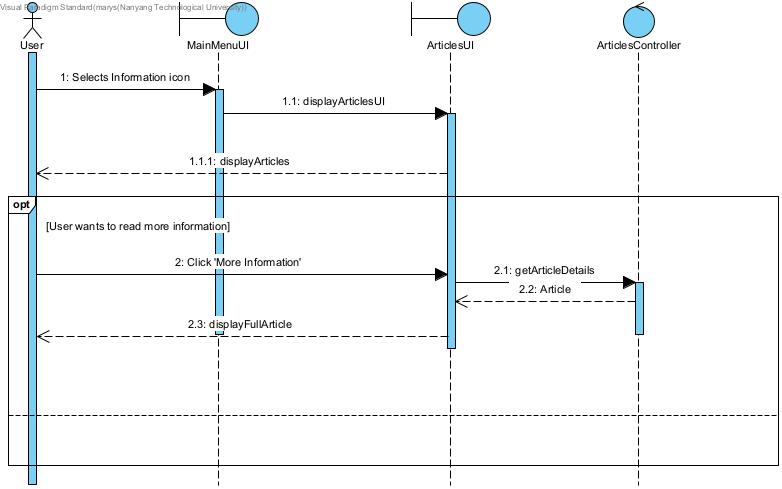 Visual Paradigm Standard(marys(Nanyang Technological University))
User
MainMenuUI
ArticlesUI
ArticlesController
1: Selects Information icon
1.1: displayArticlesUI
1.1.1: displayArticles
opt
[User wants to read more information]
2: Click 'More Information'
2.1: getArticleDetails
2.2: Article
2.3: displayFullArticle